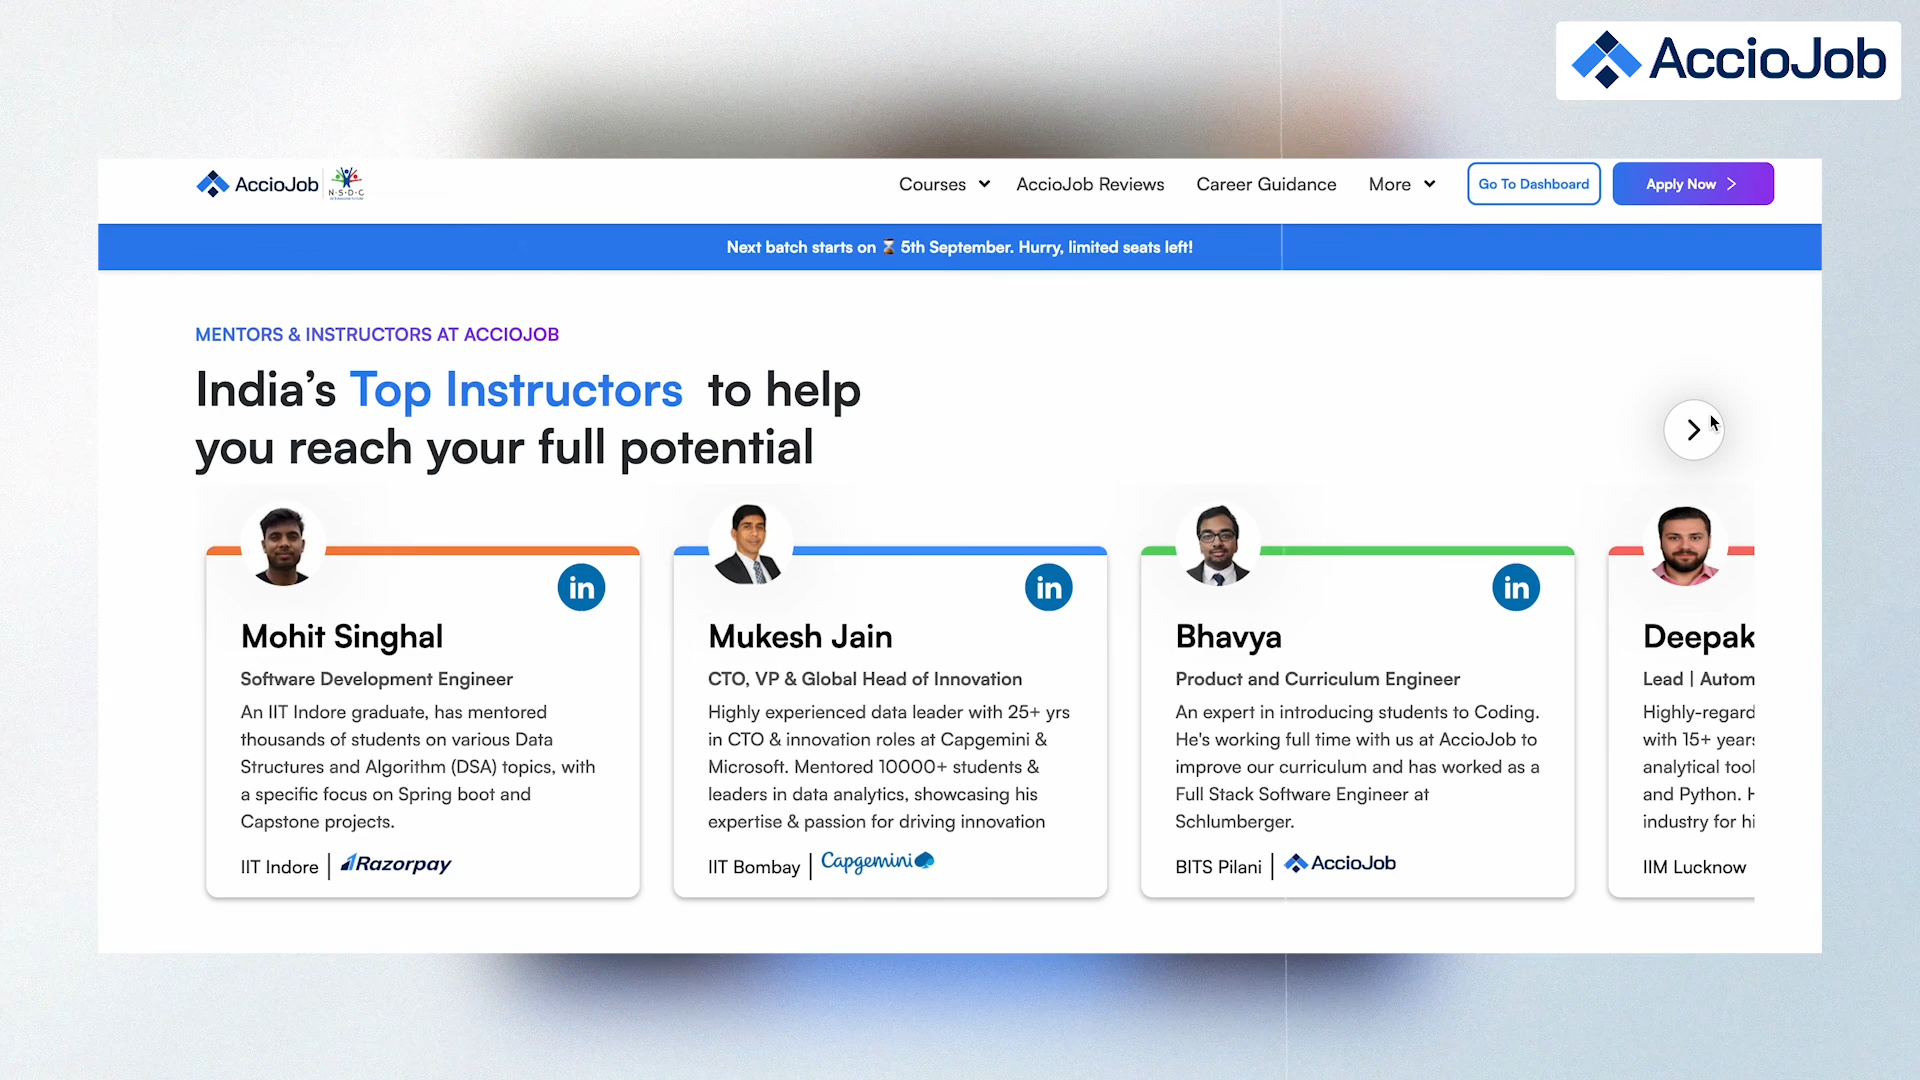 AccioJob
AccioJob
N·S·D·C
Courses
AccioJob Reviews
Career Guidance
More
Go To Dashboard
Apply Now
Next batch starts on ⌛ 5th September. Hurry, limited seats left!
MENTORS & INSTRUCTORS AT ACCIOJOB
India's Top Instructors to help
you reach your full potential
in
Mohit Singhal
Software Development Engineer
An IIT Indore graduate, has mentored
thousands of students on various Data
Structures and Algorithm (DSA) topics, with
a specific focus on Spring boot and
Capstone projects.
IIT Indore | Razorpay
in
Mukesh Jain
CTO, VP & Global Head of Innovation
Highly experienced data leader with 25+ yrs
in CTO & innovation roles at Capgemini &
Microsoft. Mentored 10000+ students &
leaders in data analytics, showcasing his
expertise & passion for driving innovation
IIT Bombay | Capgemini
in
Bhavya
Product and Curriculum Engineer
An expert in introducing students to Coding.
He's working full time with us at AccioJob to
improve our curriculum and has worked as a
Full Stack Software Engineer at
Schlumberger.
BITS Pilani | AccioJob
Deepak
Lead | Autom
Highly-regard
with 15+ years
analytical tool
and Python. H
industry for hi
IIM Lucknow